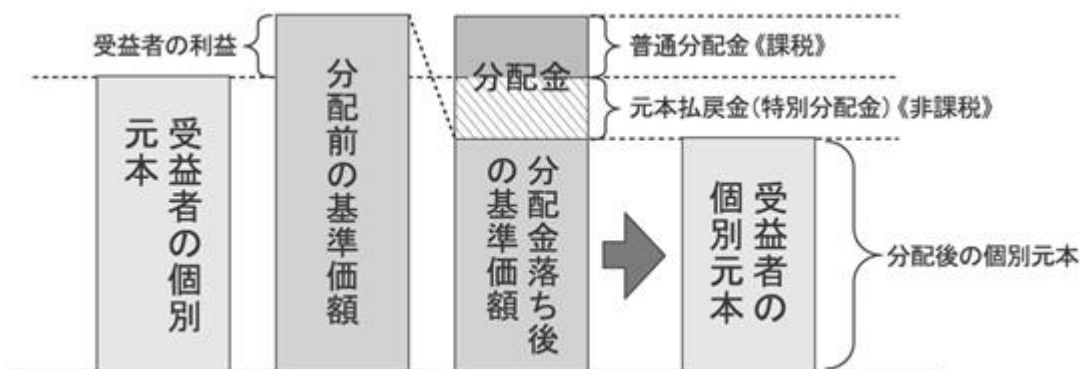 受益者の利益
受益者の個別
元本
分配前の基準価額
分配金
分配金落ち後
の基準価額
普通分配金《課税》
元本払戻金(特別分配金)《非課税》
受益者の
個別元本
分配後の個別元本